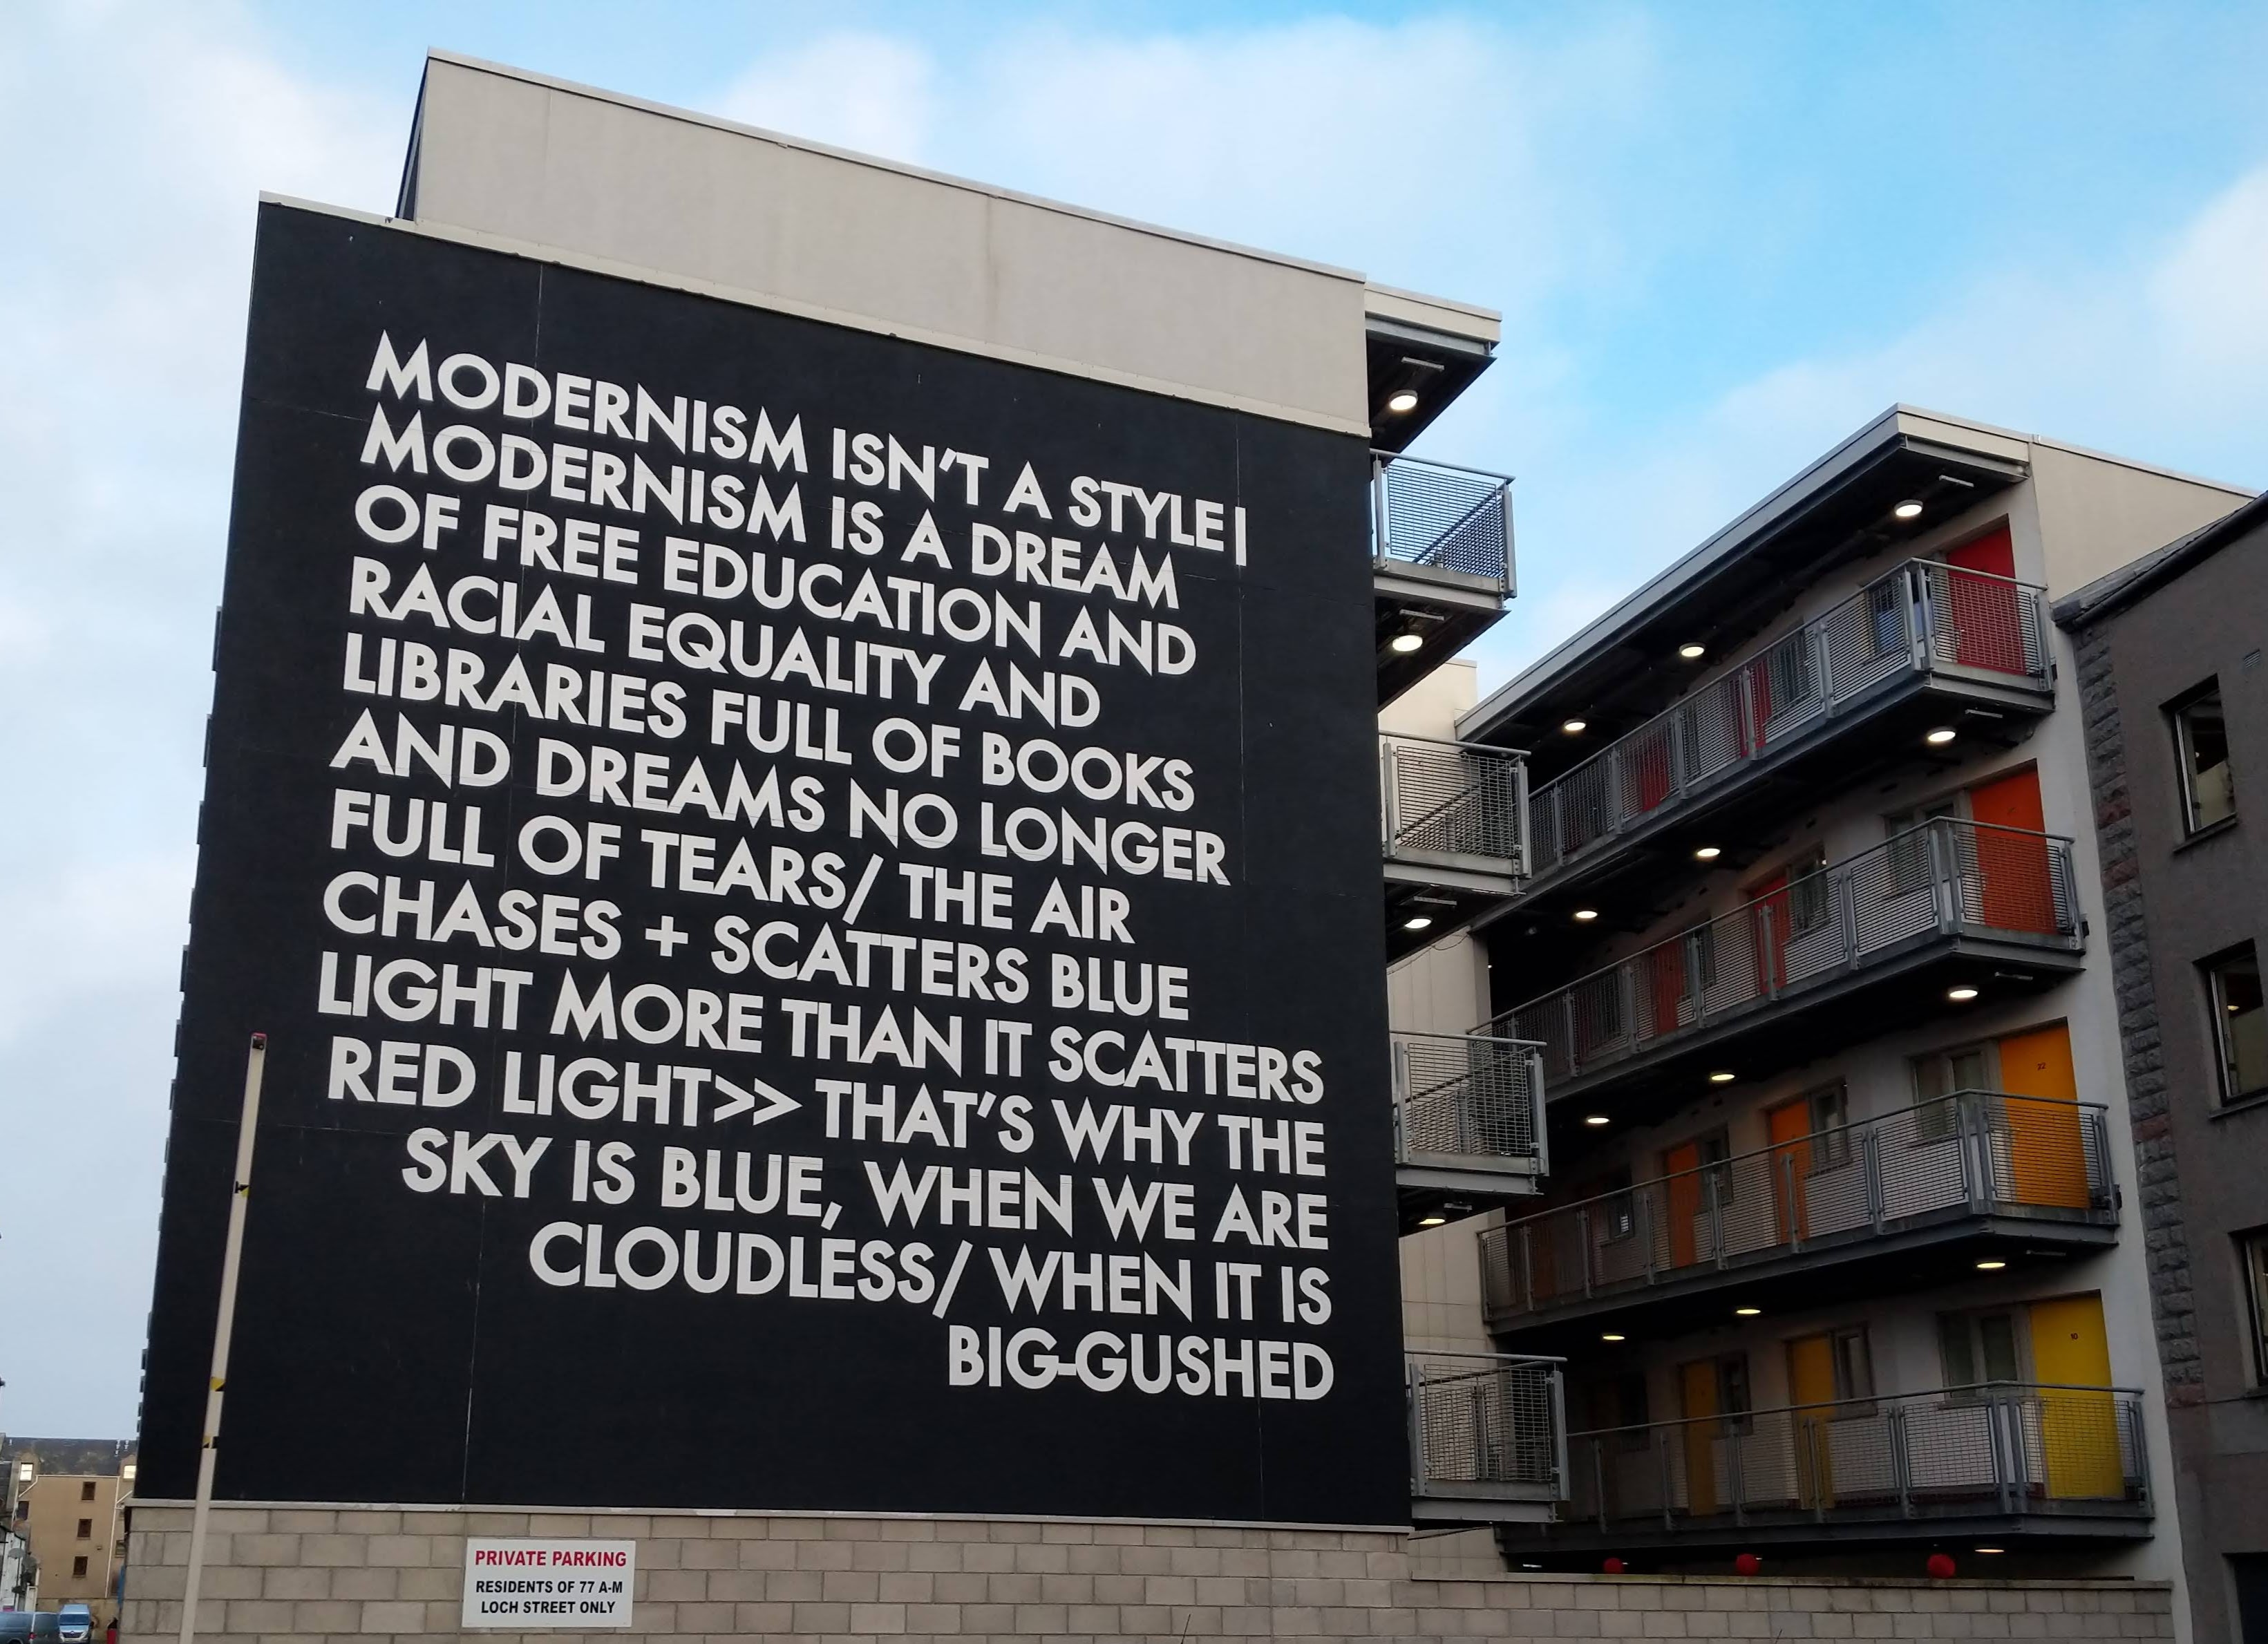 MODERNISM ISN'T A STYLE|
MODERNISM IS A DREAM
OF FREE EDUCATION AND
RACIAL EQUALITY AND
LIBRARIES FULL OF BOOKS
AND DREAMS NO LONGER
FULL OF TEARS/ THE AIR
CHASES + SCATTERS BLUE
LIGHT MORE THAN IT SCATTERS
RED LIGHT>> THAT'S WHY THE
SKY IS BLUE, WHEN WE ARE
CLOUDLESS/ WHEN IT IS
BIG-GUSHED
PRIVATE PARKING
RESIDENTS OF 77 A-M
LOCH STREET ONLY
22
10